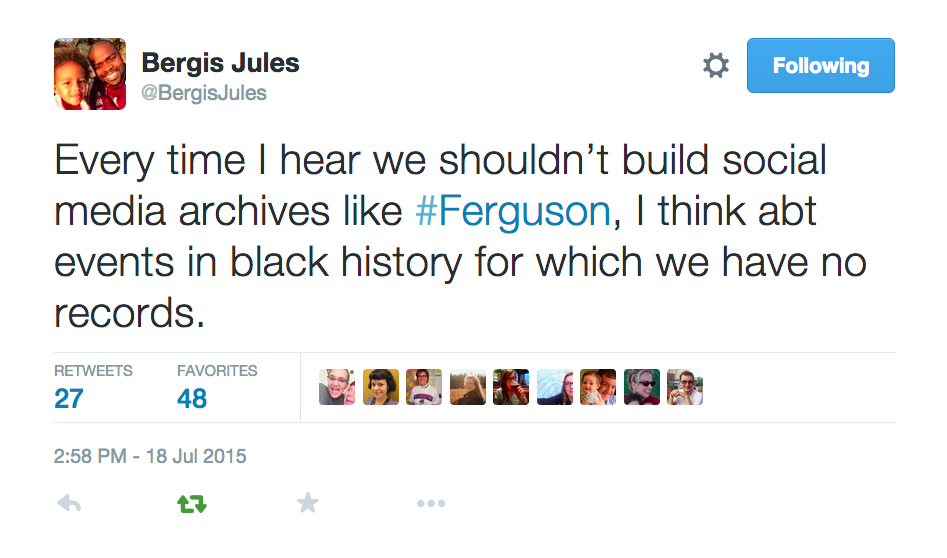 Bergis Jules
@BergisJules
Following
Every time I hear we shouldn’t build social
media archives like #Ferguson, I think abt
events in black history for which we have no
records.
RETWEETS
27
FAVORITES
48
2:58 PM - 18 Jul 2015